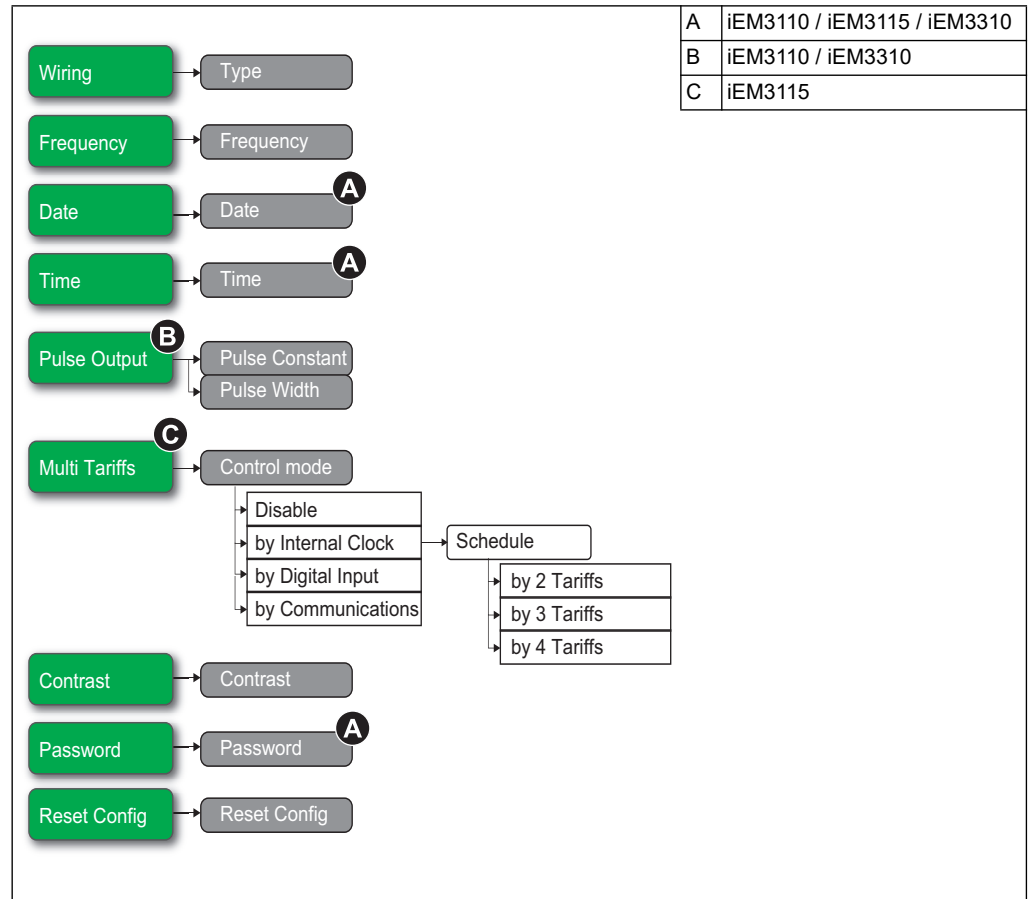 A iEM3110 / iEM3115 / iEM3310
B iEM3110 / iEM3310
C iEM3115
Wiring Type
Frequency Frequency
A
Date Date
A
Time Time
B
Pulse Output Pulse Constant
Pulse Width
C
Multi Tariffs Control mode
Disable
by Internal Clock Schedule
by Digital Input by 2 Tariffs
by Communications by 3 Tariffs
by 4 Tariffs
Contrast Contrast
A
Password Password
Reset Config Reset Config